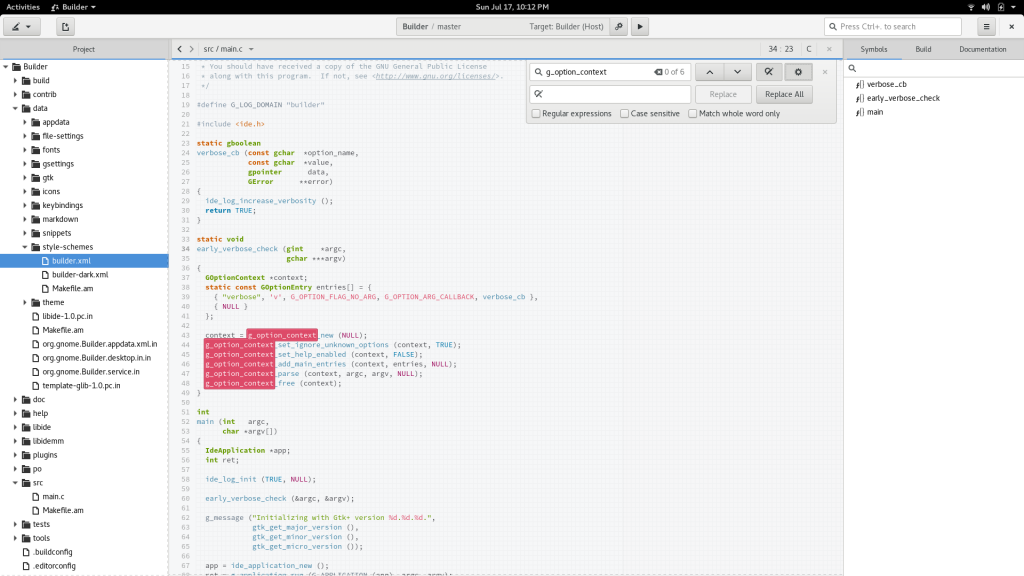 Activities Builder Sun Jul 17, 10:12 PM
Builder / master Target: Builder (Host) Press Ctrl+. to search
Project
src / main.c 34 : 23 C
Symbols Build Documentation
Builder
build
contrib
data
appdata
file-settings
fonts
gsettings
gtk
icons
keybindings
markdown
snippets
style-schemes
builder.xml
builder-dark.xml
Makefile.am
theme
libide-1.0.pc.in
Makefile.am
org.gnome.Builder.appdata.xml.in
org.gnome.Builder.desktop.in.in
org.gnome.Builder.service.in
template-glib-1.0.pc.in
doc
help
libide
libidemm
plugins
po
src
main.c
Makefile.am
tests
tools
.buildconfig
.editorconfig
15 * You should have received a copy of the GNU General Public License
16 * along with this program. If not, see <http://www.gnu.org/licenses/>.
17 */
18
19 #define G_LOG_DOMAIN "builder"
20
21 #include <ide.h>
22
23 static gboolean
24 verbose_cb (const gchar *option_name,
25 const gchar *value,
26 gpointer data,
27 GError **error)
28 {
29 ide_log_increase_verbosity ();
30 return TRUE;
31 }
32
33 static void
34 early_verbose_check (gint *argc,
35 gchar ***argv)
36 {
37 GOptionContext *context;
38 static const GOptionEntry entries[] = {
39 { "verbose", 'v', G_OPTION_FLAG_NO_ARG, G_OPTION_ARG_CALLBACK, verbose_cb },
40 { NULL }
41 };
42
43 context = g_option_context_new (NULL);
44 g_option_context_set_ignore_unknown_options (context, TRUE);
45 g_option_context_set_help_enabled (context, FALSE);
46 g_option_context_add_main_entries (context, entries, NULL);
47 g_option_context_parse (context, argc, argv, NULL);
48 g_option_context_free (context);
49 }
50
51 int
52 main (int argc,
53 char *argv[])
54 {
55 IdeApplication *app;
56 int ret;
57
58 ide_log_init (TRUE, NULL);
59
60 early_verbose_check (&argc, &argv);
61
62 g_message ("Initializing with Gtk+ version %d.%d.%d.",
63 gtk_get_major_version (),
64 gtk_get_minor_version (),
65 gtk_get_micro_version ());
66
67 app = ide_application_new ();
68 ret = g_application_run (G_APPLICATION (app), argc, argv);
g_option_context 0 of 6
Replace Replace All
Regular expressions Case sensitive Match whole word only
verbose_cb
early_verbose_check
main